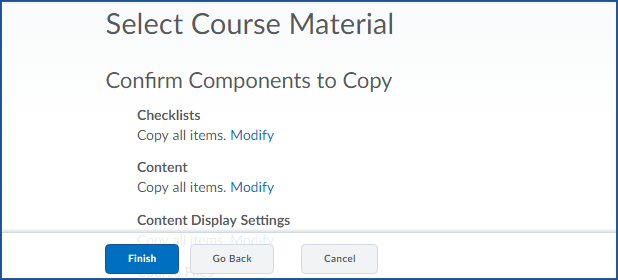 Select Course Material
Confirm Components to Copy
Checklists
Copy all items. Modify
Content
Copy all items. Modify
Content Display Settings
Copy all items. Modify
Finish Go Back Cancel